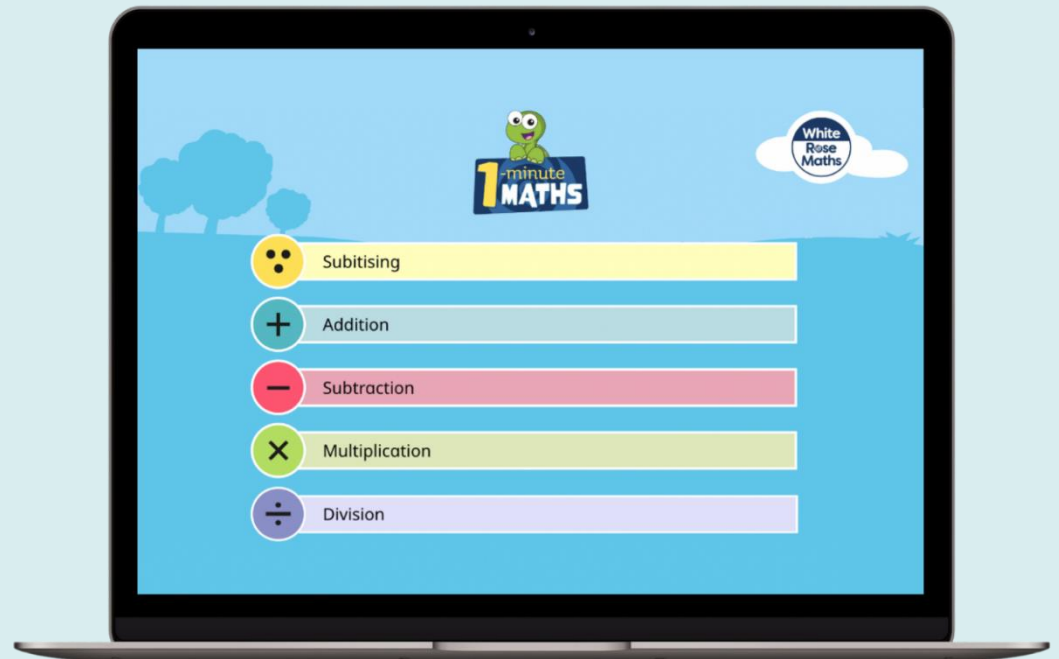 1-minute
MATHS
White
Rose
Maths
Subitising
+ Addition
− Subtraction
× Multiplication
÷ Division